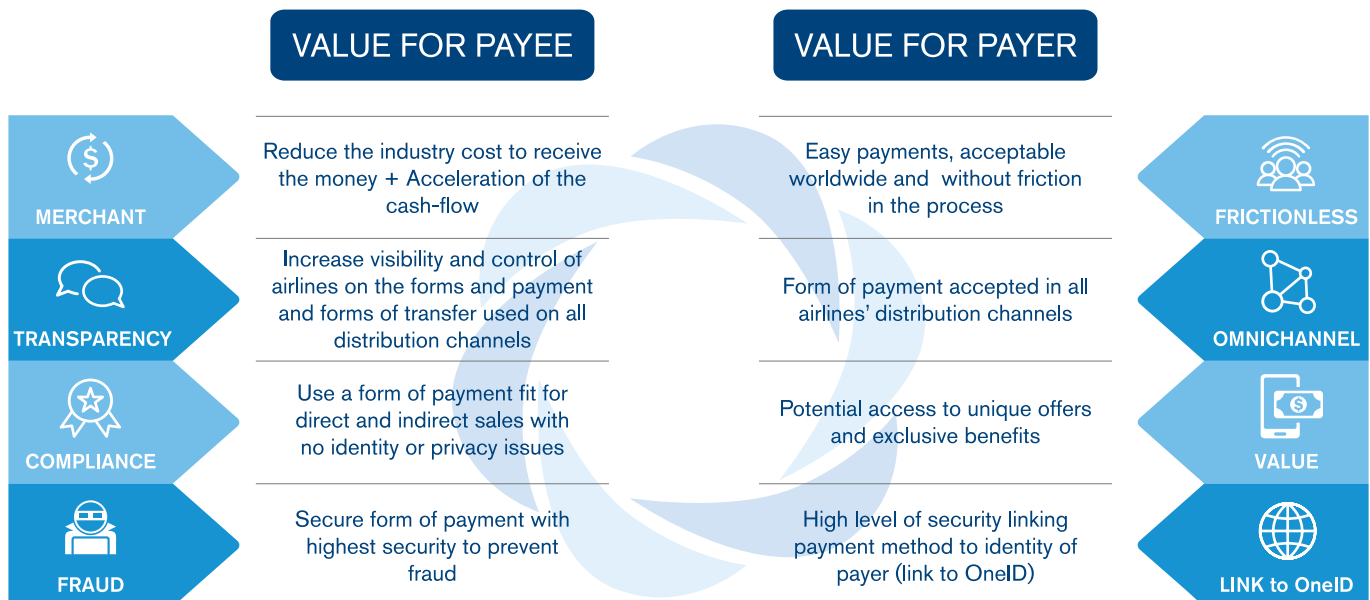 VALUE FOR PAYEE
VALUE FOR PAYER
MERCHANT
Reduce the industry cost to receive
the money + Acceleration of the
cash-flow
Easy payments, acceptable
worldwide and without friction
in the process
FRICTIONLESS
TRANSPARENCY
Increase visibility and control of
airlines on the forms and payment
and forms of transfer used on all
distribution channels
Form of payment accepted in all
airlines’ distribution channels
OMNICHANNEL
COMPLIANCE
Use a form of payment fit for
direct and indirect sales with
no identity or privacy issues
Potential access to unique offers
and exclusive benefits
VALUE
FRAUD
Secure form of payment with
highest security to prevent
fraud
High level of security linking
payment method to identity of
payer (link to OneID)
LINK to OneID